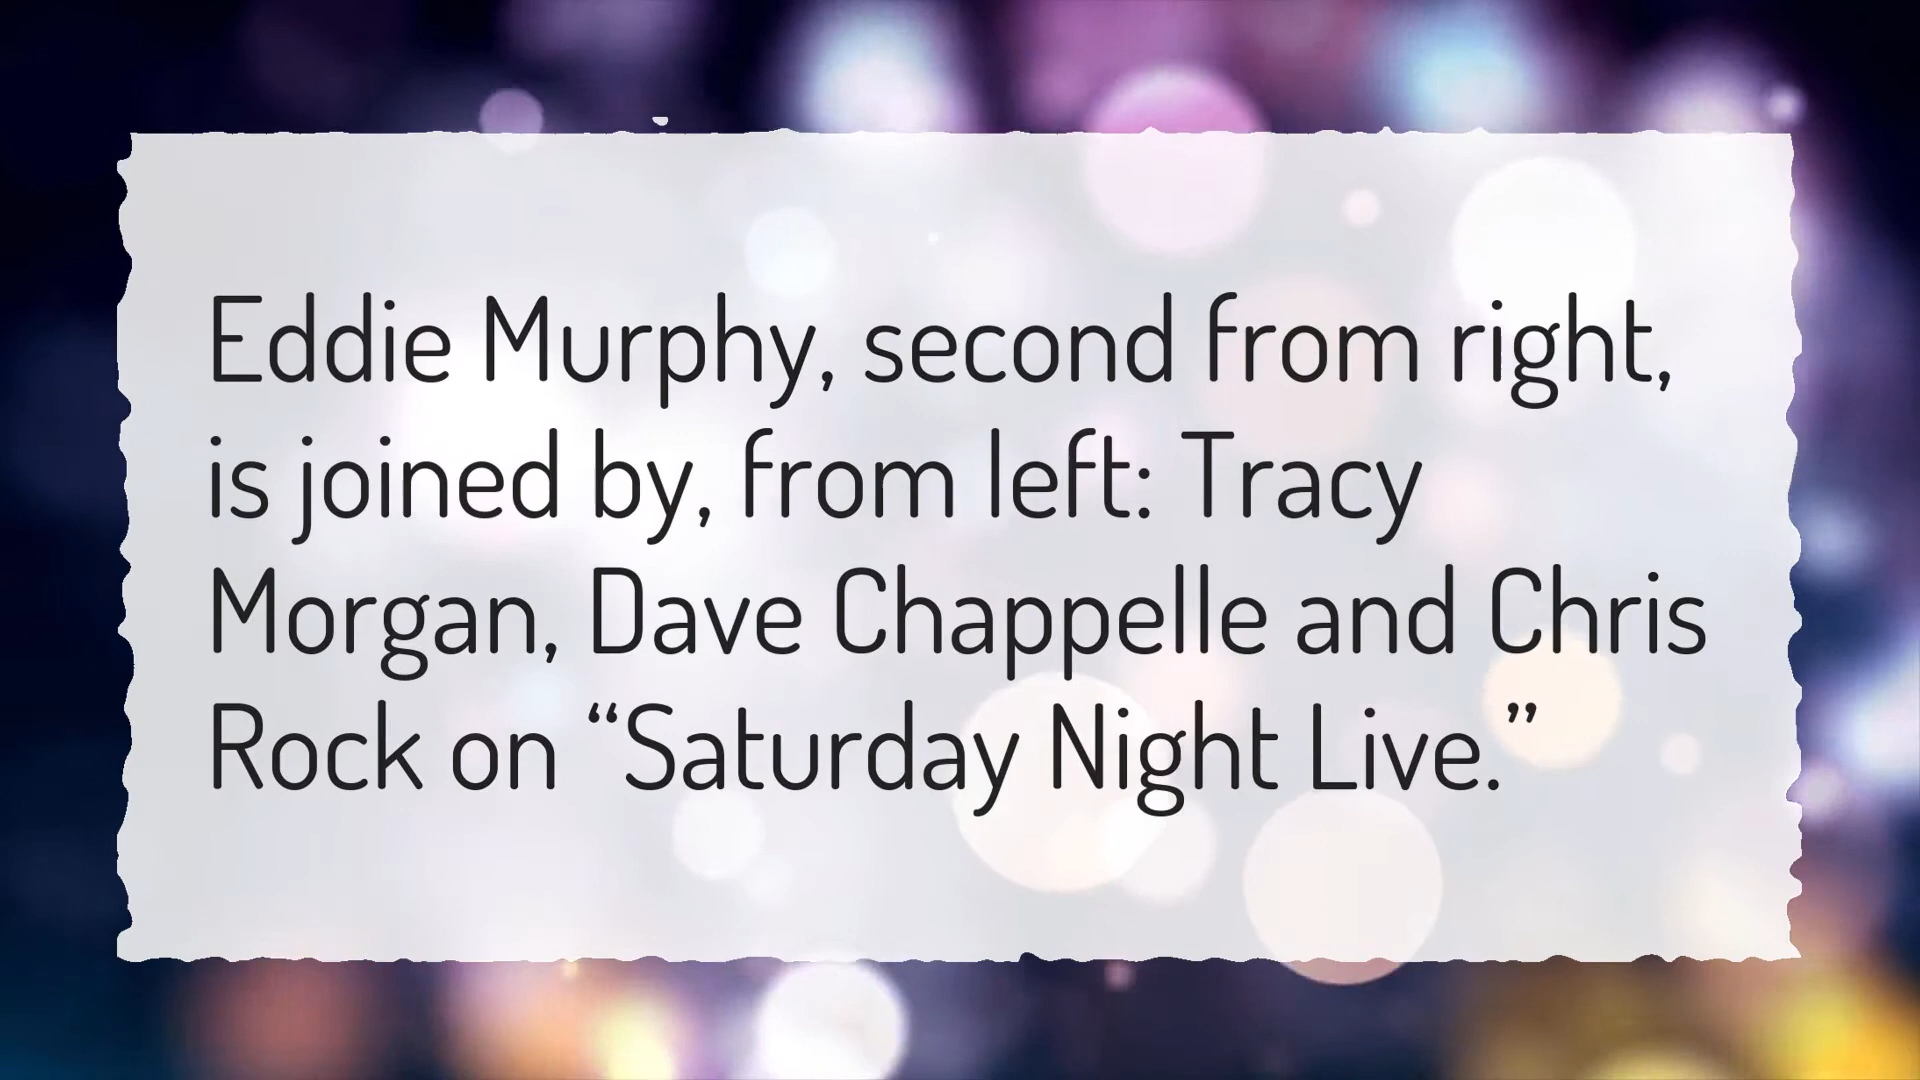 Eddie Murphy, second from right,
is joined by, from left: Tracy
Morgan, Dave Chappelle and Chris
Rock on “Saturday Night Live.”